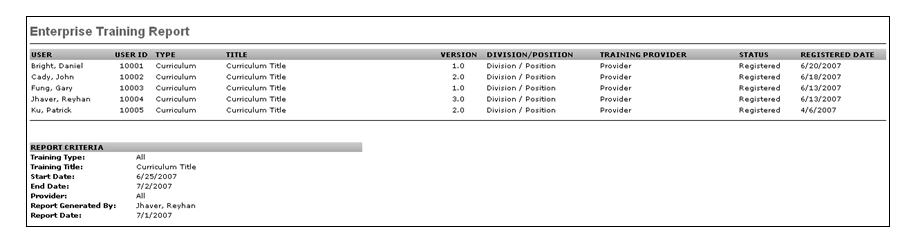 Enterprise Training Report
USER USER ID TYPE TITLE VERSION DIVISION/POSITION TRAINING PROVIDER STATUS REGISTERED DATE
Bright, Daniel 10001 Curriculum Curriculum Title 1.0 Division / Position Provider Registered 6/20/2007
Cady, John 10002 Curriculum Curriculum Title 2.0 Division / Position Provider Registered 6/18/2007
Fung, Gary 10003 Curriculum Curriculum Title 1.0 Division / Position Provider Registered 6/13/2007
Jhaver, Reyhan 10004 Curriculum Curriculum Title 3.0 Division / Position Provider Registered 6/13/2007
Ku, Patrick 10005 Curriculum Curriculum Title 2.0 Division / Position Provider Registered 4/6/2007
REPORT CRITERIA
Training Type: All
Training Title: Curriculum Title
Start Date: 6/25/2007
End Date: 7/2/2007
Provider: All
Report Generated By: Jhaver, Reyhan
Report Date: 7/1/2007